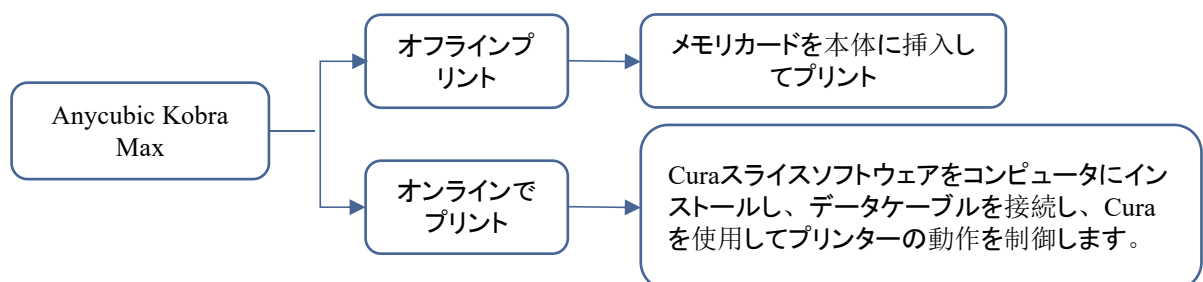 Anycubic Kobra
Max
オフラインプ
リント
メモリカードを本体に挿入し
てプリント
オンラインで
プリント
Curaスライスソフトウェアをコンピュータにイン
ストールし、データケーブルを接続し、Cura
を使用してプリンターの動作を制御します。